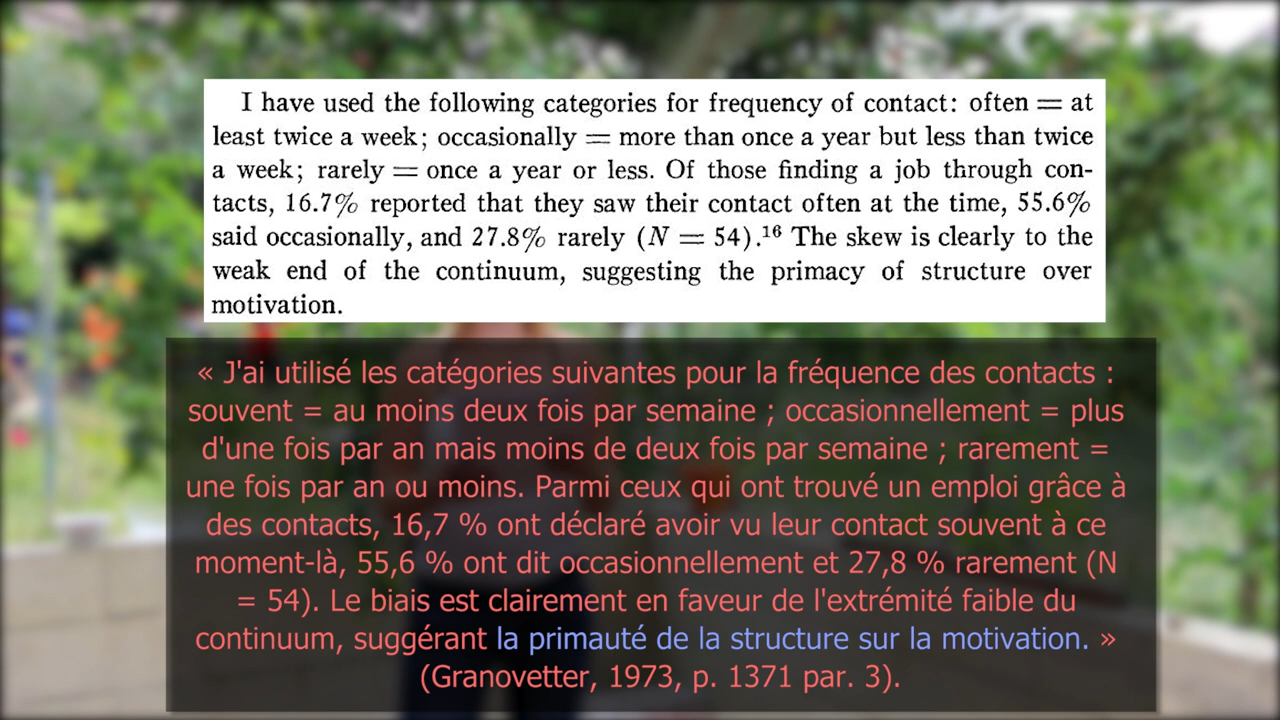 I have used the following categories for frequency of contact: often = at
least twice a week; occasionally = more than once a year but less than twice
a week; rarely = once a year or less. Of those finding a job through con-
tacts, 16.7% reported that they saw their contact often at the time, 55.6%
said occasionally, and 27.8% rarely (N = 54).¹⁶ The skew is clearly to the
weak end of the continuum, suggesting the primacy of structure over
motivation.
« J'ai utilisé les catégories suivantes pour la fréquence des contacts :
souvent = au moins deux fois par semaine ; occasionnellement = plus
d'une fois par an mais moins de deux fois par semaine ; rarement =
une fois par an ou moins. Parmi ceux qui ont trouvé un emploi grâce à
des contacts, 16,7 % ont déclaré avoir vu leur contact souvent à ce
moment-là, 55,6 % ont dit occasionnellement et 27,8 % rarement (N
= 54). Le biais est clairement en faveur de l'extrémité faible du
continuum, suggérant la primauté de la structure sur la motivation. »
(Granovetter, 1973, p. 1371 par. 3).